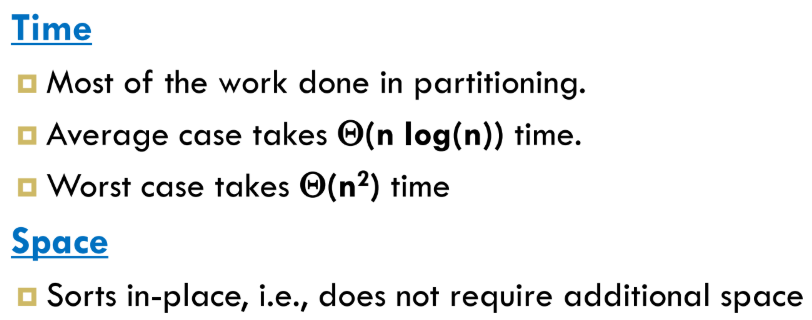 Time
Most of the work done in partitioning.
Average case takes Θ(n log(n)) time.
Worst case takes Θ(n²) time
Space
Sorts in-place, i.e., does not require additional space